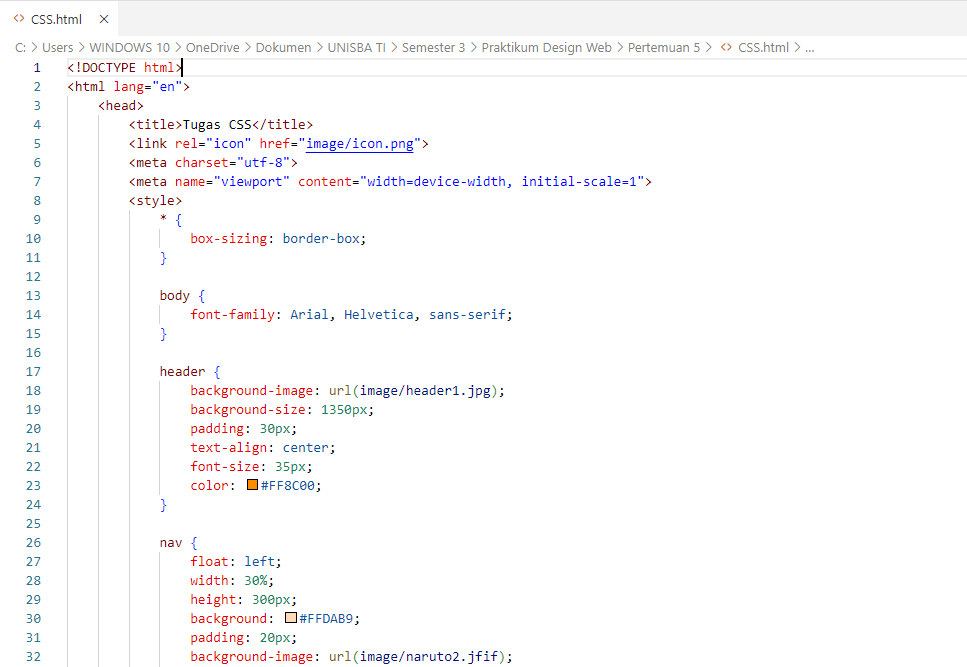 CSS.html
C: > Users > WINDOWS 10 > OneDrive > Dokumen > UNISBA TI > Semester 3 > Praktikum Design Web > Pertemuan 5 > CSS.html > ...
1 <!DOCTYPE html>
2 <html lang="en">
3 <head>
4 <title>Tugas CSS</title>
5 <link rel="icon" href="image/icon.png">
6 <meta charset="utf-8">
7 <meta name="viewport" content="width=device-width, initial-scale=1">
8 <style>
9 * {
10 box-sizing: border-box;
11 }
12
13 body {
14 font-family: Arial, Helvetica, sans-serif;
15 }
16
17 header {
18 background-image: url(image/header1.jpg);
19 background-size: 1350px;
20 padding: 30px;
21 text-align: center;
22 font-size: 35px;
23 color: #FF8C00;
24 }
25
26 nav {
27 float: left;
28 width: 30%;
29 height: 300px;
30 background: #FFDAB9;
31 padding: 20px;
32 background-image: url(image/naruto2.jfif);